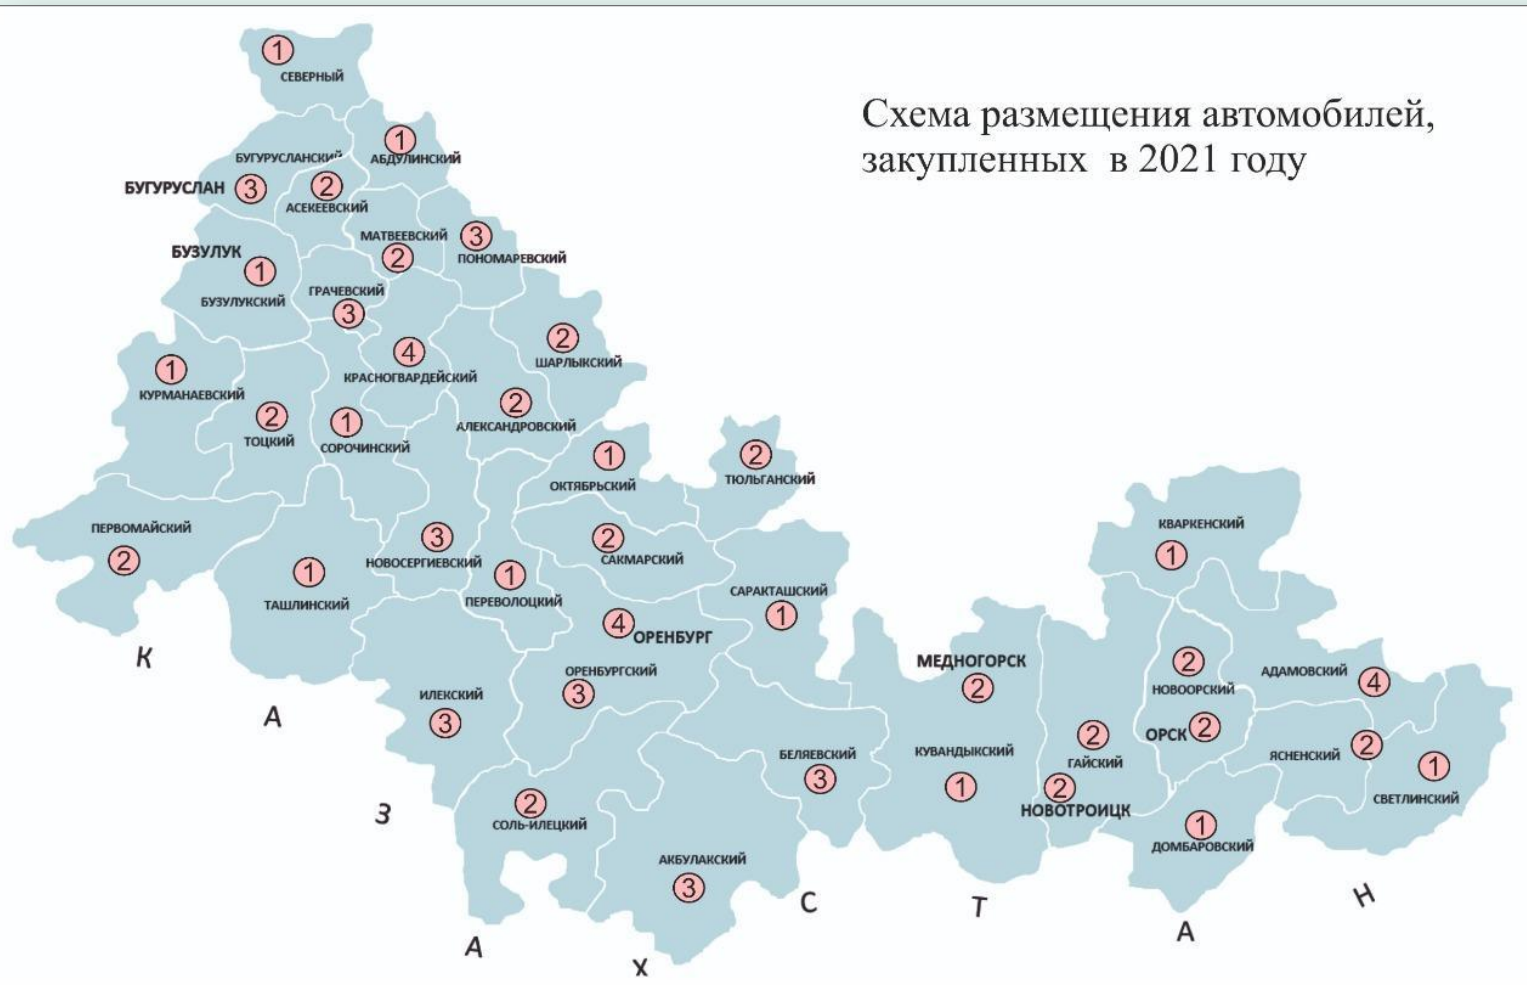 Схема размещения автомобилей,
закупленных в 2021 году
1
СЕВЕРНЫЙ
1
АБДУЛИНСКИЙ
БУГУРУСЛАНСКИЙ
БУГУРУСЛАН 3
2
АСЕКЕЕВСКИЙ
МАТВЕЕВСКИЙ
2
3
ПОНОМАРЕВСКИЙ
БУЗУЛУК
1
БУЗУЛУКСКИЙ
ГРАЧЕВСКИЙ
3
2
ШАРЛЫКСКИЙ
4
КРАСНОГВАРДЕЙСКИЙ
1
КУРМАНАЕВСКИЙ
2
ТОЦКИЙ
1
СОРОЧИНСКИЙ
2
АЛЕКСАНДРОВСКИЙ
1
ОКТЯБРЬСКИЙ
2
ТЮЛЬГАНСКИЙ
ПЕРВОМАЙСКИЙ
2
1
ТАШЛИНСКИЙ
3
НОВОСЕРГИЕВСКИЙ
1
ПЕРЕВОЛОЦКИЙ
2
САКМАРСКИЙ
САРАКТАШСКИЙ
1
4 ОРЕНБУРГ
ОРЕНБУРГСКИЙ
3
ИЛЕКСКИЙ
3
2
СОЛЬ-ИЛЕЦКИЙ
АКБУЛАКСКИЙ
3
БЕЛЯЕВСКИЙ
3
МЕДНОГОРСК
2
КУВАНДЫКСКИЙ
1
КВАРКЕНСКИЙ
1
2
НОВООРСКИЙ
ОРСК 2
2
ГАЙСКИЙ
2
НОВОТРОИЦК
АДАМОВСКИЙ 4
ЯСНЕНСКИЙ 2
1
СВЕТЛИНСКИЙ
1
ДОМБАРОВСКИЙ
К
А
З
А
Х
С
Т
А
Н